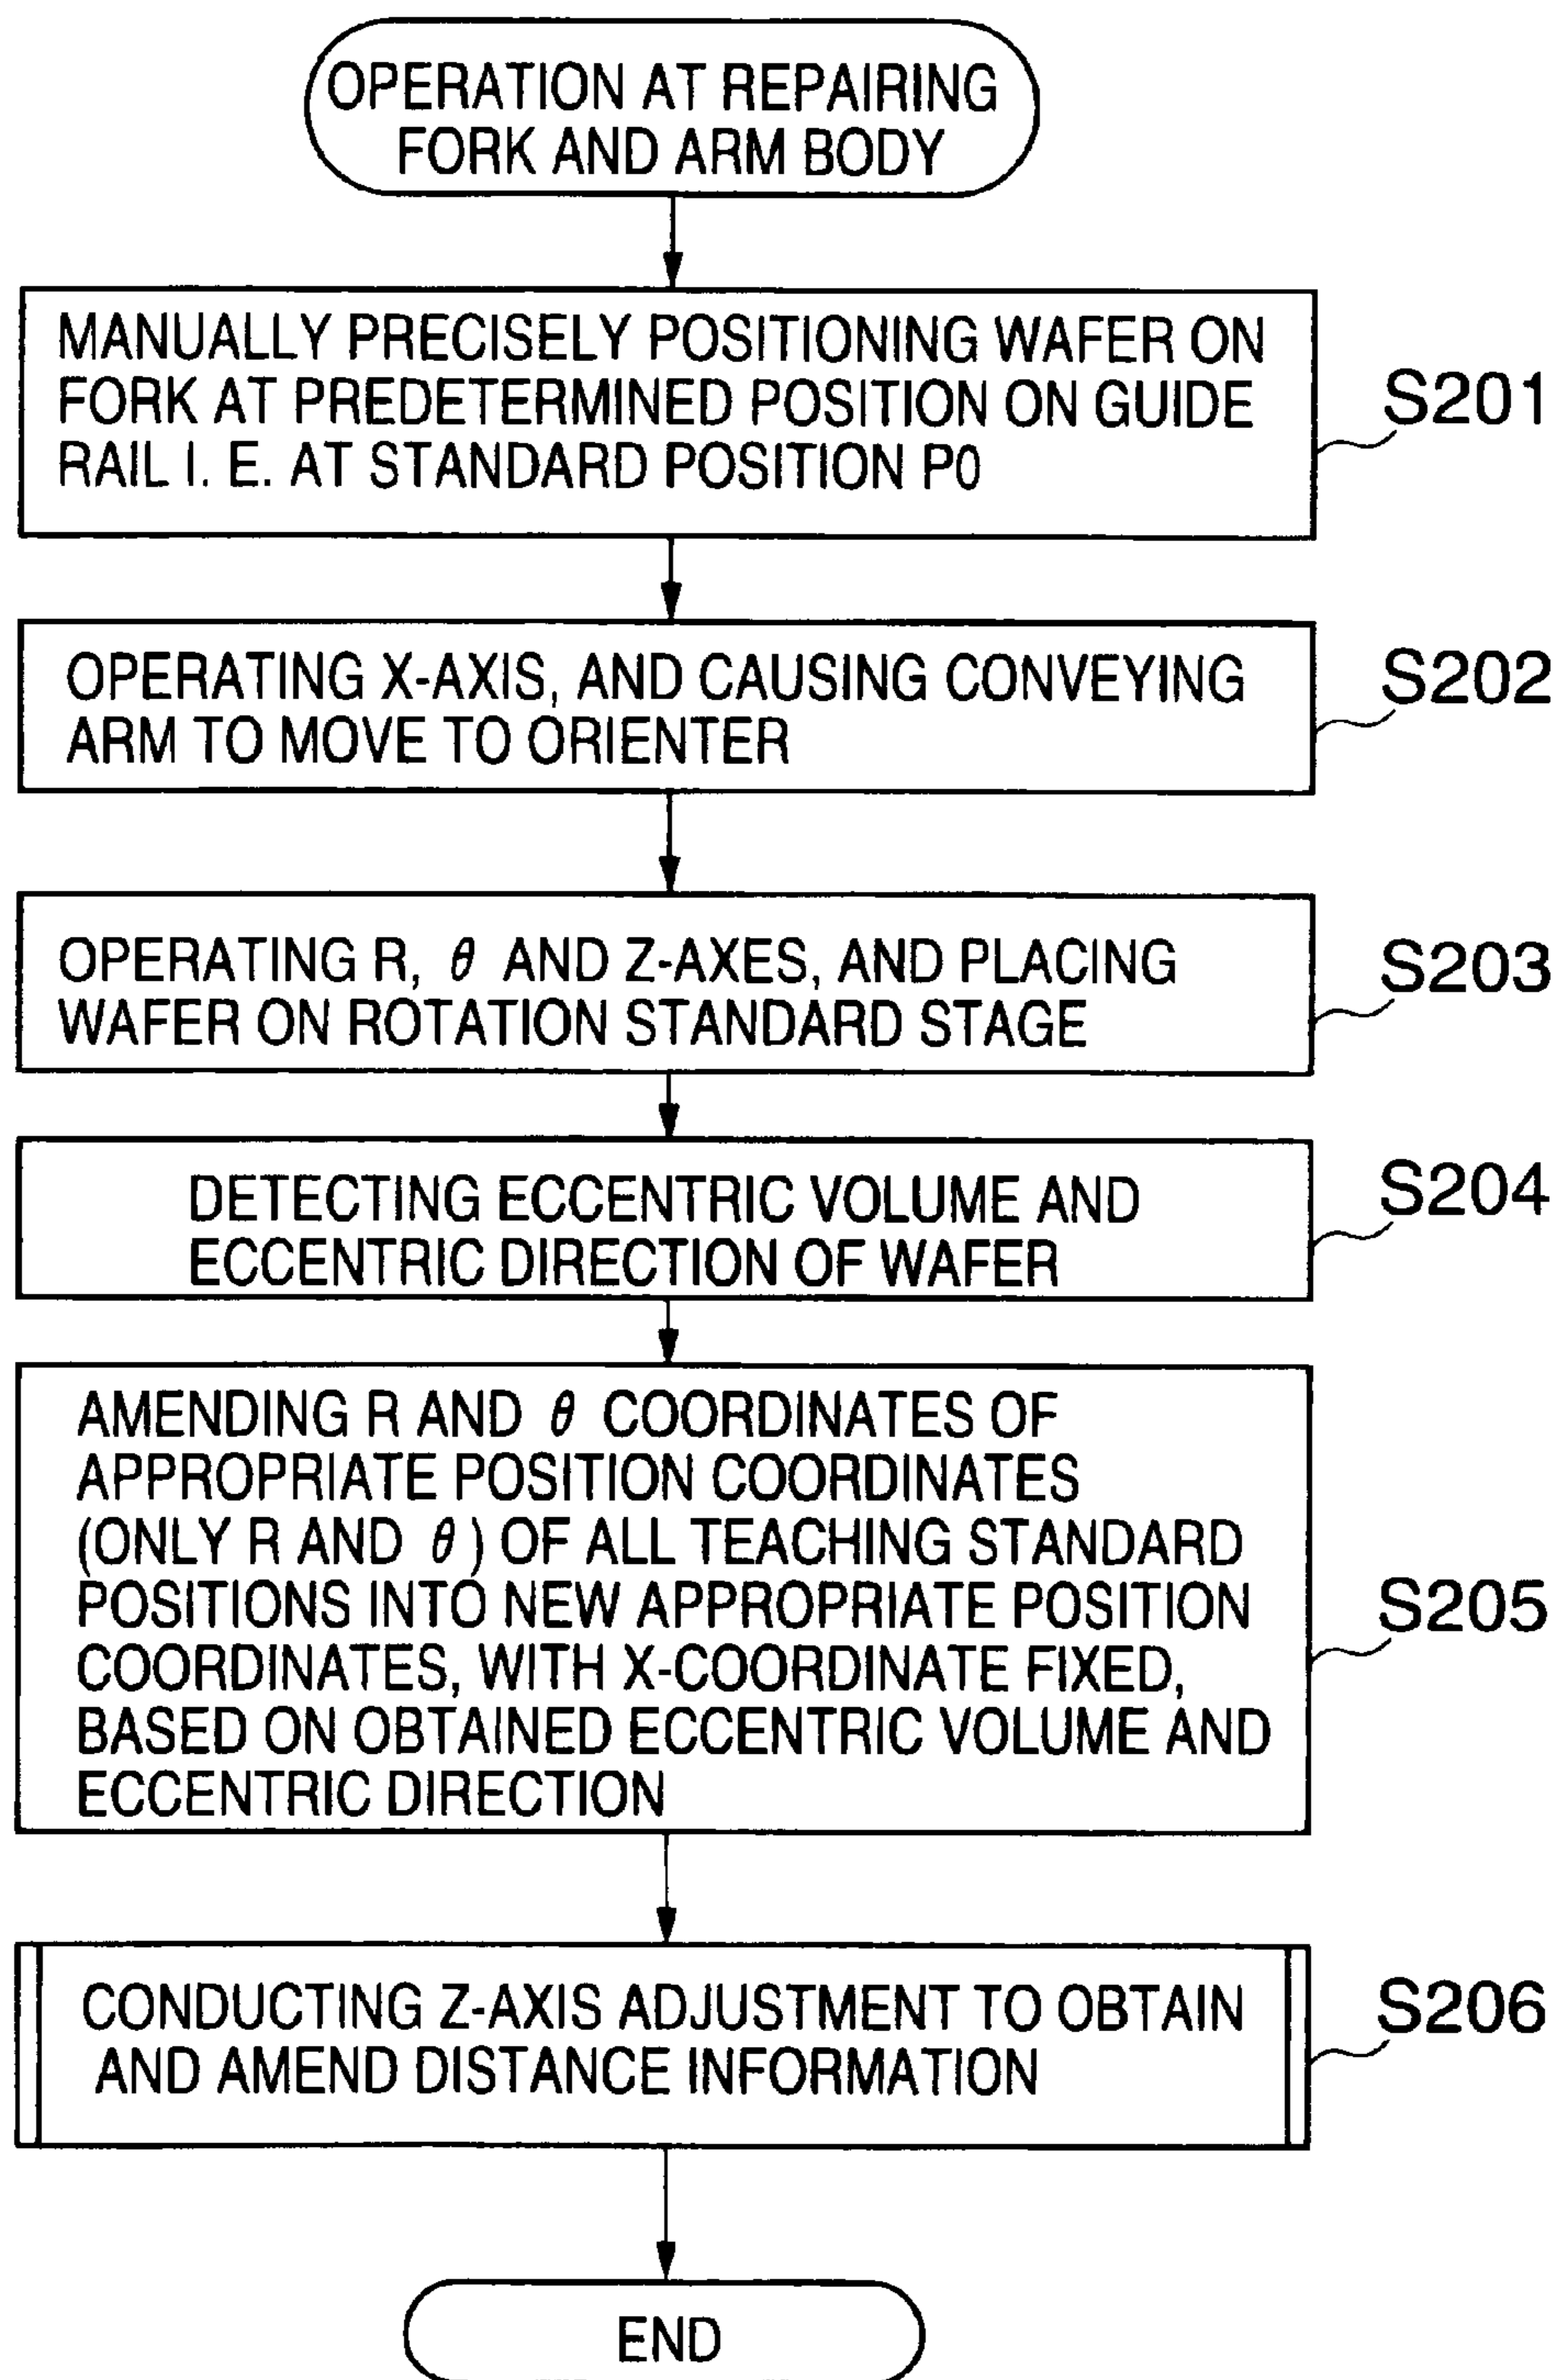 OPERATION AT REPAIRING
FORK AND ARM BODY
MANUALLY PRECISELY POSITIONING WAFER ON
FORK AT PREDETERMINED POSITION ON GUIDE
RAIL I. E. AT STANDARD POSITION P0
S201
OPERATING X-AXIS, AND CAUSING CONVEYING
ARM TO MOVE TO ORIENTER
S202
OPERATING R, θ AND Z-AXES, AND PLACING
WAFER ON ROTATION STANDARD STAGE
S203
DETECTING ECCENTRIC VOLUME AND
ECCENTRIC DIRECTION OF WAFER
S204
AMENDING R AND θ COORDINATES OF
APPROPRIATE POSITION COORDINATES
(ONLY R AND θ) OF ALL TEACHING STANDARD
POSITIONS INTO NEW APPROPRIATE POSITION
COORDINATES, WITH X-COORDINATE FIXED,
BASED ON OBTAINED ECCENTRIC VOLUME AND
ECCENTRIC DIRECTION
S205
CONDUCTING Z-AXIS ADJUSTMENT TO OBTAIN
AND AMEND DISTANCE INFORMATION
S206
END